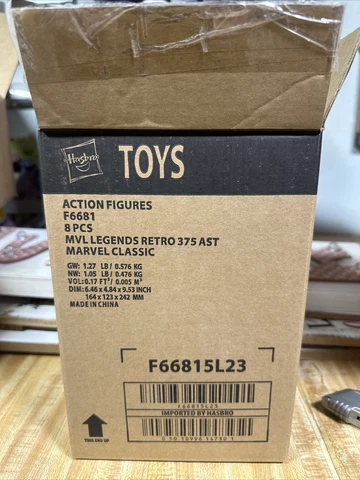 Hasbro
TOYS
ACTION FIGURES
F6681
8 PCS
MVL LEGENDS RETRO 375 AST
MARVEL CLASSIC
GW: 1.27 LB / 0.576 KG
NW: 1.05 LB / 0.476 KG
VOL: 0.17 FT³/ 0.005 M³
DIM: 6.46 x 4.84 x 9.53 INCH
164 x 123 x 242 MM
MADE IN CHINA
F66815L23
F66815L23
IMPORTED BY HASBRO
THIS END UP